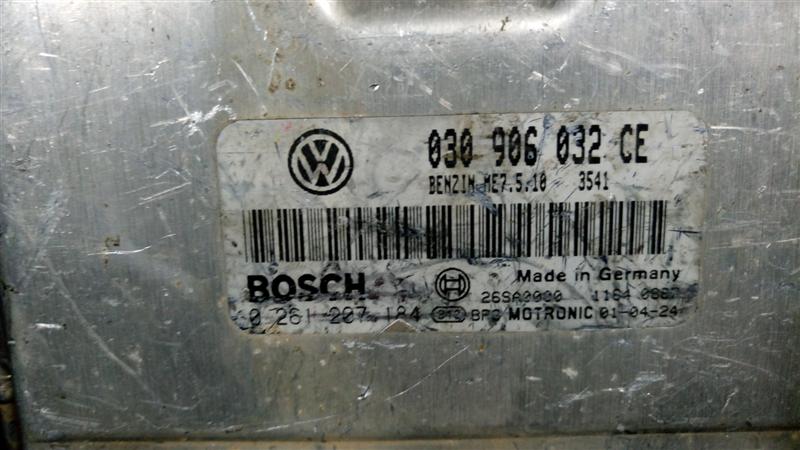 030 906 032 CE
BENZIN ME7.5.10 3541
BOSCH
Made in Germany
26SA0000 1164
0 261 207 184 MOTRONIC 01-04-24